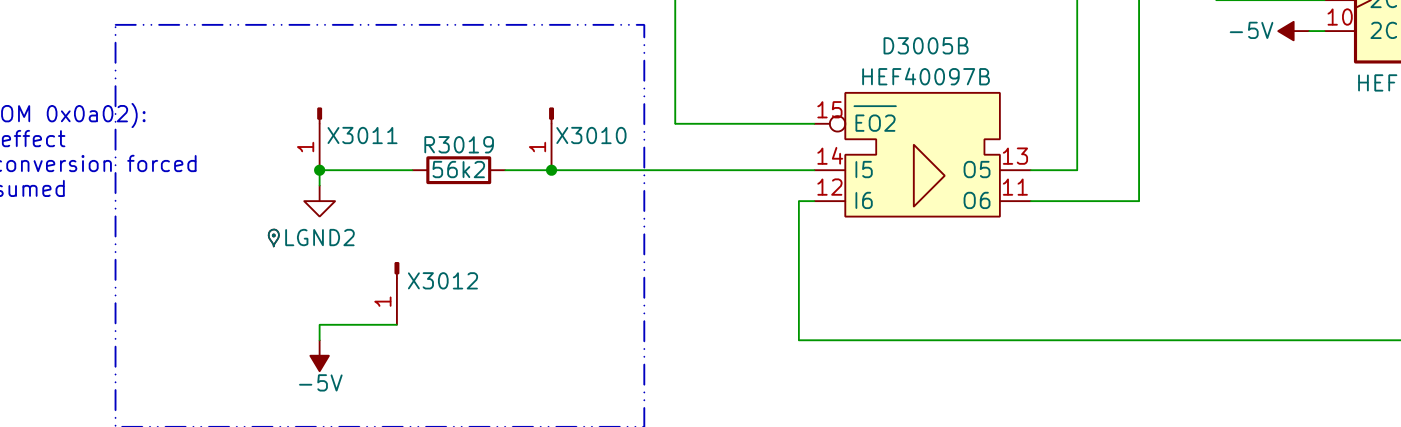 OM 0x0a02):
effect
conversion forced
sumed
1
X3011
R3019
56k2
1
X3010
LGND2
1
X3012
-5V
D3005B
HEF40097B
15
EO2
14
I5
12
I6
O5
13
O6
11
-5V
10
2C
2C
HEF